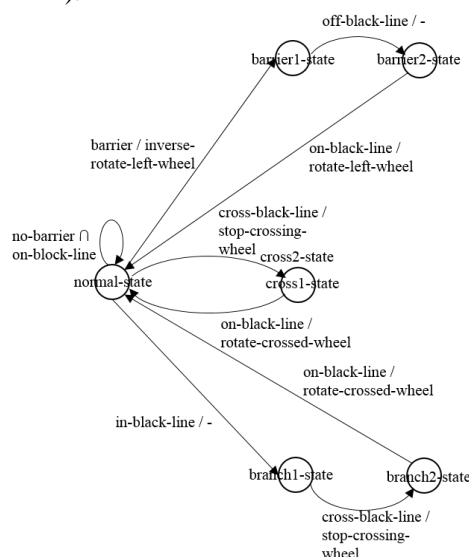 off-black-line / -
barrier1-state
barrier2-state
barrier / inverse-
rotate-left-wheel
on-black-line /
rotate-left-wheel
cross-black-line /
stop-crossing-
wheel
cross2-state
no-barrier ∩
on-block-line
normal-state
cross1-state
on-black-line /
rotate-crossed-wheel
on-black-line /
rotate-crossed-wheel
in-black-line / -
branch1-state
branch2-state
cross-black-line /
stop-crossing-
wheel